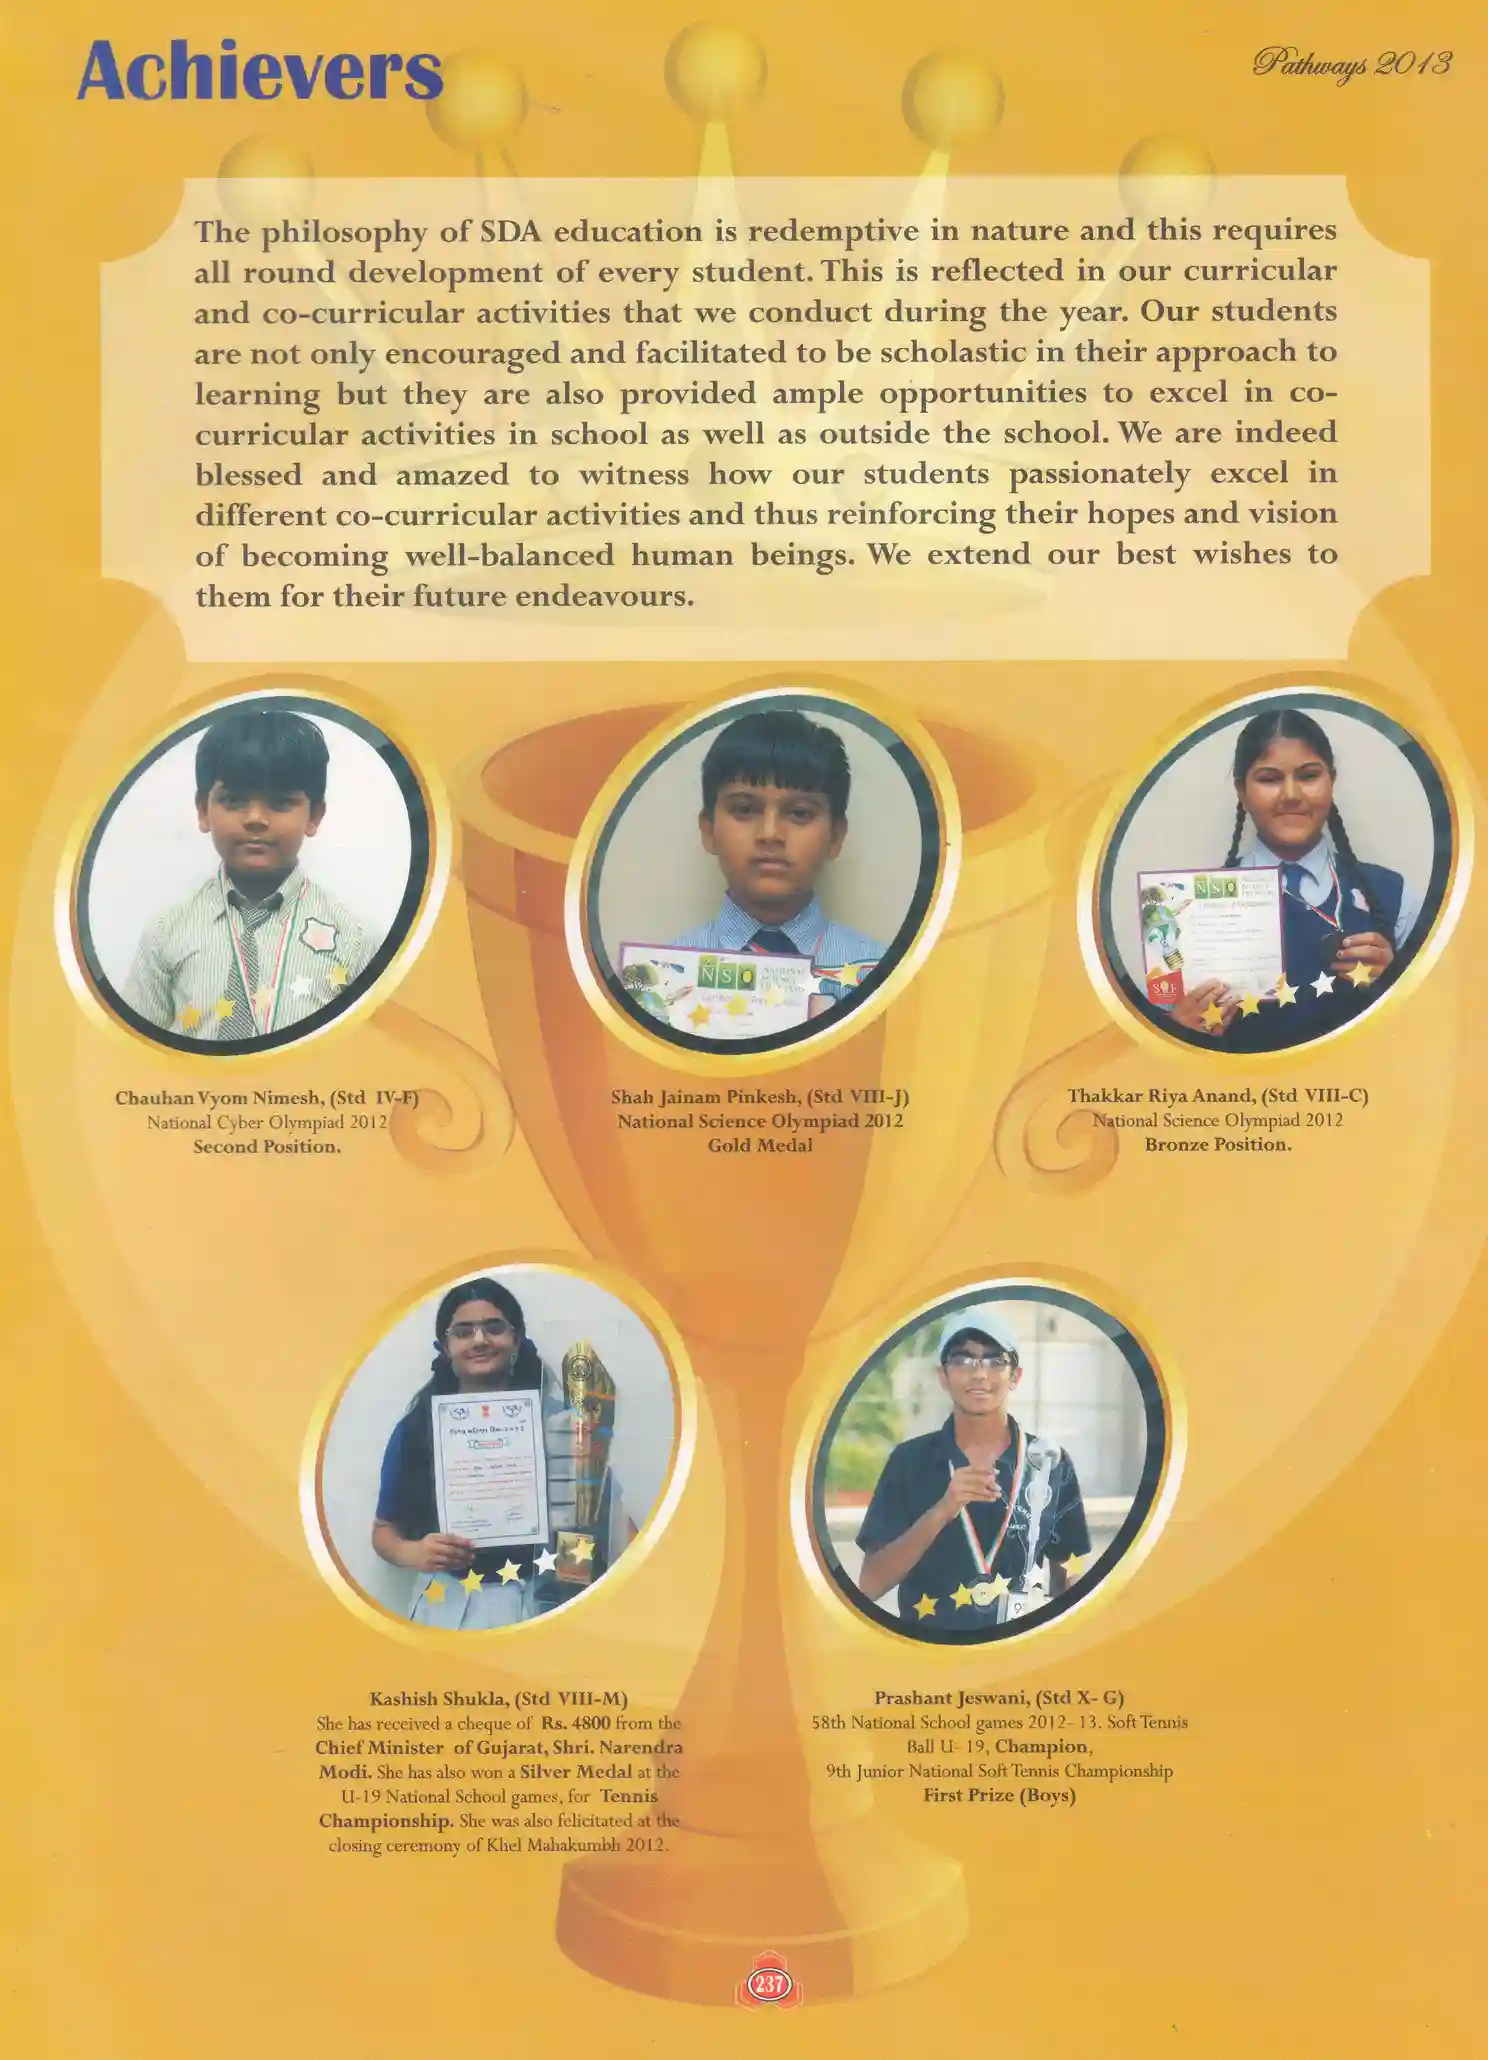 Achievers
Pathways 2013
The philosophy of SDA education is redemptive in nature and this requires
all round development of every student. This is reflected in our curricular
and co-curricular activities that we conduct during the year. Our students
are not only encouraged and facilitated to be scholastic in their approach to
learning but they are also provided ample opportunities to excel in co-
curricular activities in school as well as outside the school. We are indeed
blessed and amazed to witness how our students passionately excel in
different co-curricular activities and thus reinforcing their hopes and vision
of becoming well-balanced human beings. We extend our best wishes to
them for their future endeavours.
NSO
NATIONAL
SCIENCE
NSO
Chauhan Vyom Nimesh, (Std IV-F)
National Cyber Olympiad 2012
Second Position.
Shah Jainam Pinkesh, (Std VIII-J)
National Science Olympiad 2012
Gold Medal
Thakkar Riya Anand, (Std VIII-C)
National Science Olympiad 2012
Bronze Position.
Kashish Shukla, (Std VIII-M)
She has received a cheque of Rs. 4800 from the
Chief Minister of Gujarat, Shri. Narendra
Modi. She has also won a Silver Medal at the
U-19 National School games, for Tennis
Championship. She was also felicitated at the
closing ceremony of Khel Mahakumbh 2012.
Prashant Jeswani, (Std X- G)
58th National School games 2012- 13. Soft Tennis
Ball U- 19, Champion,
9th Junior National Soft Tennis Championship
First Prize (Boys)
237